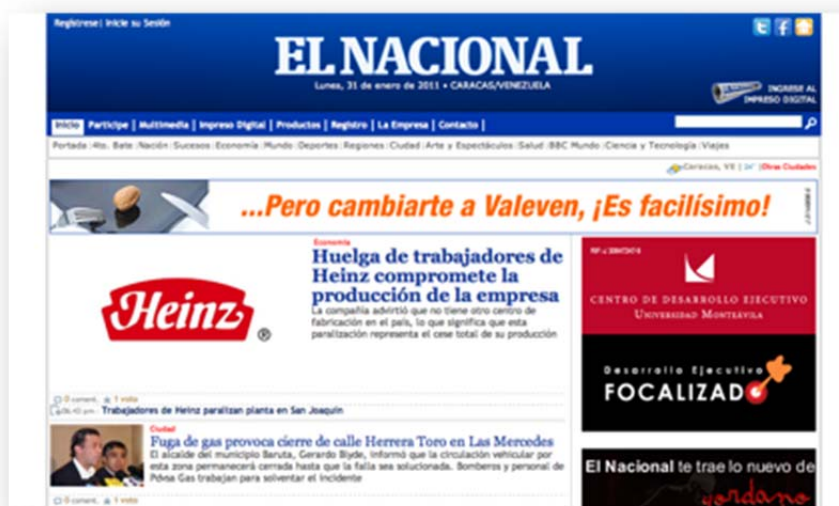 Regístrese| Inicie su Sesión
EL NACIONAL
Lunes, 31 de enero de 2011 • CARACAS/VENEZUELA
INGRESE AL
IMPRESO DIGITAL
Inicio Participe | Multimedia | Impreso Digital | Productos | Registro | La Empresa | Contacto |
Portada 4to. Bate Nación Sucesos Economía Mundo Deportes Regiones Ciudad Arte y Espectáculos Salud BBC Mundo Ciencia y Tecnología Viajes
Caracas, VE | 24° |Otras Ciudades
...Pero cambiarte a Valeven, ¡Es facilísimo!
Economía
Huelga de trabajadores de
Heinz compromete la
producción de la empresa
La compañía advirtió que no tiene otro centro de
fabricación en el país, lo que significa que esta
paralización representa el cese total de su producción
Heinz ®
0 coment. 1 voto
06:43 pm - Trabajadores de Heinz paralizan planta en San Joaquín
Ciudad
Fuga de gas provoca cierre de calle Herrera Toro en Las Mercedes
El alcalde del municipio Baruta, Gerardo Blyde, informó que la circulación vehicular por
esta zona permanecerá cerrada hasta que la falla sea solucionada. Bomberos y personal de
Pdvsa Gas trabajan para solventar el incidente
0 coment. 1 voto
CENTRO DE DESARROLLO EJECUTIVO
UNIVERSIDAD MONTEÁVILA
Desarrollo Ejecutivo
FOCALIZADO
El Nacional te trae lo nuevo de